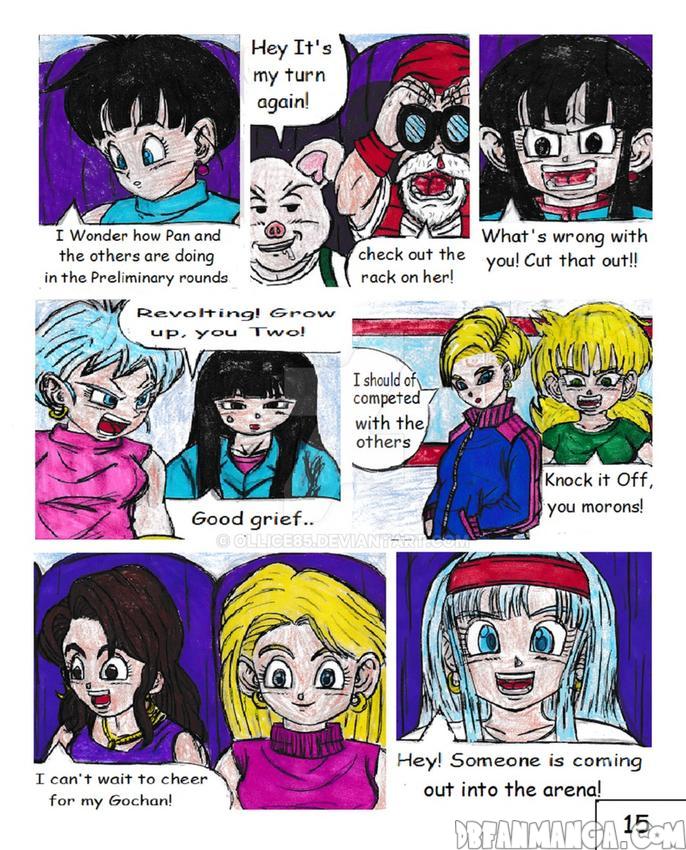 I Wonder how Pan and
the others are doing
in the Preliminary rounds
Hey It's
my turn
again!
check out the
rack on her!
What's wrong with
you! Cut that out!!
Revolting! Grow
up, you Two!
Good grief..
I should of
competed
with the
others
Knock it Off,
you morons!
© OLLICE85.DEVIANTART.COM
I can't wait to cheer
for my Gochan!
Hey! Someone is coming
out into the arena!
15
DBFANMANGA.COM